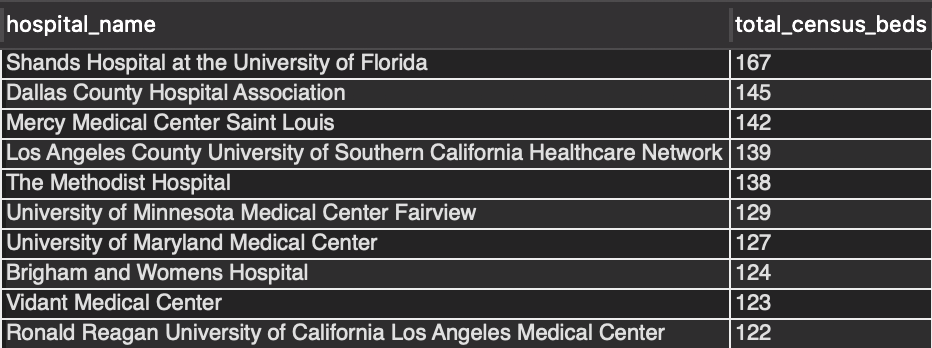 hospital_name total_census_beds
Shands Hospital at the University of Florida 167
Dallas County Hospital Association 145
Mercy Medical Center Saint Louis 142
Los Angeles County University of Southern California Healthcare Network 139
The Methodist Hospital 138
University of Minnesota Medical Center Fairview 129
University of Maryland Medical Center 127
Brigham and Womens Hospital 124
Vidant Medical Center 123
Ronald Reagan University of California Los Angeles Medical Center 122